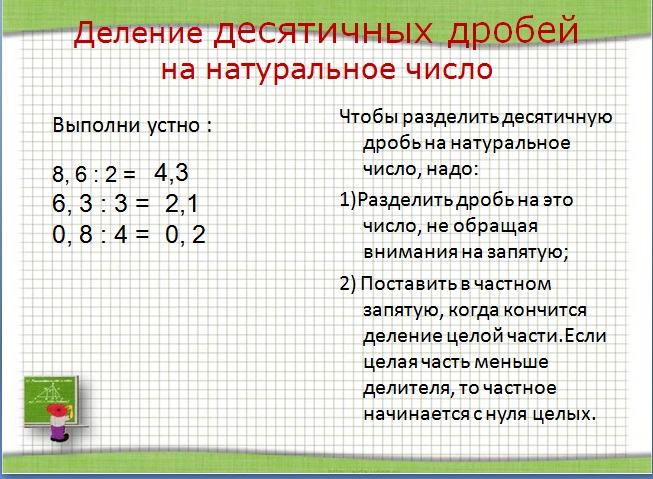 Деление десятичных дробей
на натуральное число
Выполни устно :
8, 6 : 2 = 4,3
6, 3 : 3 = 2,1
0, 8 : 4 = 0, 2
Чтобы разделить десятичную
дробь на натуральное
число, надо:
1)Разделить дробь на это
число, не обращая
внимания на запятую;
2) Поставить в частном
запятую, когда кончится
деление целой части.Если
целая часть меньше
делителя, то частное
начинается с нуля целых.